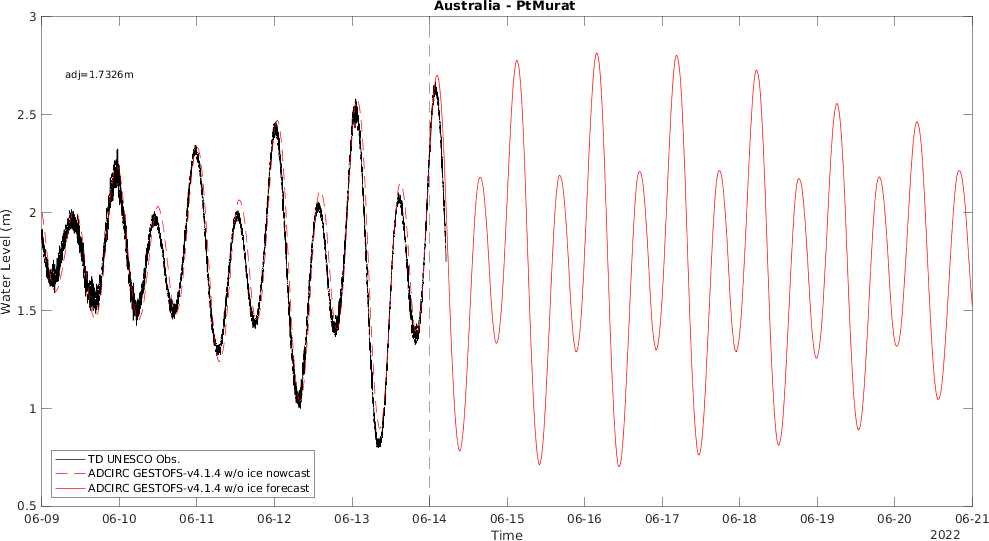 Australia - PtMurat
3
2.5
2
1.5
1
0.5
Water Level (m)
adj=1.7326m
TD UNESCO Obs.
ADCIRC GESTOFS-v4.1.4 w/o ice nowcast
ADCIRC GESTOFS-v4.1.4 w/o ice forecast
06-09 06-10 06-11 06-12 06-13 06-14 06-15 06-16 06-17 06-18 06-19 06-20 06-21
Time
2022